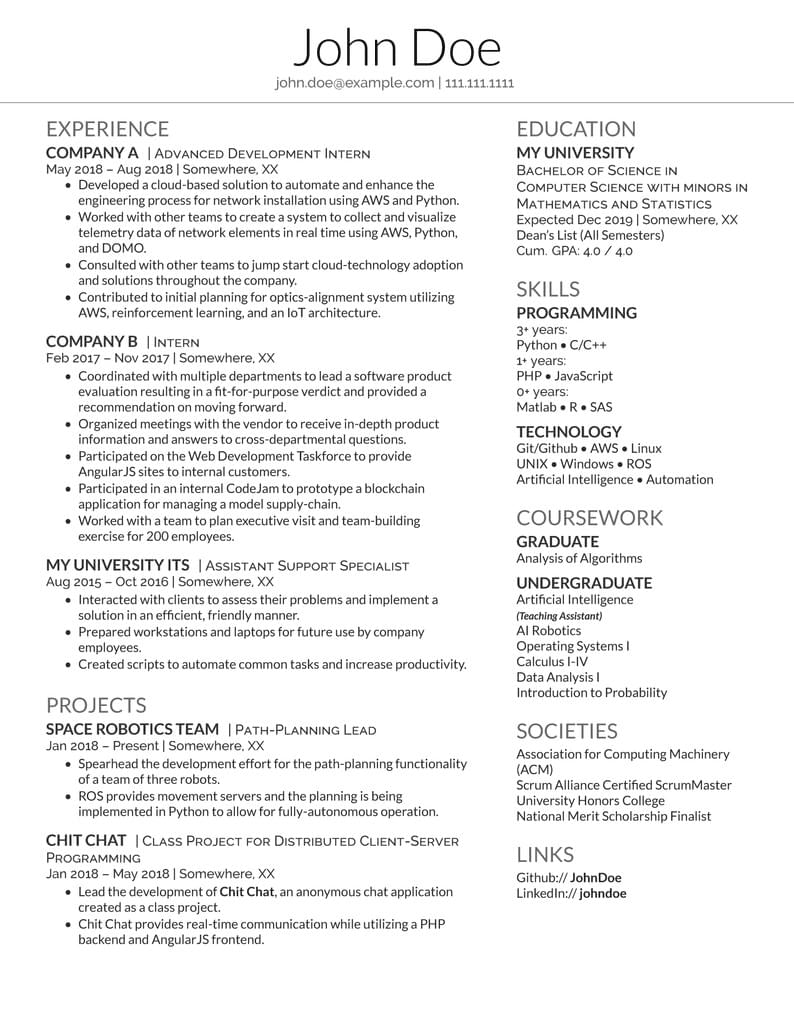 John Doe
john.doe@example.com | 111.111.1111
EXPERIENCE
COMPANY A | Advanced Development Intern
May 2018 – Aug 2018 | Somewhere, XX
• Developed a cloud-based solution to automate and enhance the
engineering process for network installation using AWS and Python.
• Worked with other teams to create a system to collect and visualize
telemetry data of network elements in real time using AWS, Python,
and DOMO.
• Consulted with other teams to jump start cloud-technology adoption
and solutions throughout the company.
• Contributed to initial planning for optics-alignment system utilizing
AWS, reinforcement learning, and an IoT architecture.
COMPANY B | Intern
Feb 2017 – Nov 2017 | Somewhere, XX
• Coordinated with multiple departments to lead a software product
evaluation resulting in a fit-for-purpose verdict and provided a
recommendation on moving forward.
• Organized meetings with the vendor to receive in-depth product
information and answers to cross-departmental questions.
• Participated on the Web Development Taskforce to provide
AngularJS sites to internal customers.
• Participated in an internal CodeJam to prototype a blockchain
application for managing a model supply-chain.
• Worked with a team to plan executive visit and team-building
exercise for 200 employees.
MY UNIVERSITY ITS | Assistant Support Specialist
Aug 2015 – Oct 2016 | Somewhere, XX
• Interacted with clients to assess their problems and implement a
solution in an efficient, friendly manner.
• Prepared workstations and laptops for future use by company
employees.
• Created scripts to automate common tasks and increase productivity.
PROJECTS
SPACE ROBOTICS TEAM | Path-Planning Lead
Jan 2018 – Present | Somewhere, XX
• Spearhead the development effort for the path-planning functionality
of a team of three robots.
• ROS provides movement servers and the planning is being
implemented in Python to allow for fully-autonomous operation.
CHIT CHAT | Class Project for Distributed Client-Server
Programming
Jan 2018 – May 2018 | Somewhere, XX
• Lead the development of Chit Chat, an anonymous chat application
created as a class project.
• Chit Chat provides real-time communication while utilizing a PHP
backend and AngularJS frontend.
EDUCATION
MY UNIVERSITY
Bachelor of Science in
Computer Science with minors in
Mathematics and Statistics
Expected Dec 2019 | Somewhere, XX
Dean's List (All Semesters)
Cum. GPA: 4.0 / 4.0
SKILLS
PROGRAMMING
3+ years:
Python • C/C++
1+ years:
PHP • JavaScript
0+ years:
Matlab • R • SAS
TECHNOLOGY
Git/Github • AWS • Linux
UNIX • Windows • ROS
Artificial Intelligence • Automation
COURSEWORK
GRADUATE
Analysis of Algorithms
UNDERGRADUATE
Artificial Intelligence
(Teaching Assistant)
AI Robotics
Operating Systems I
Calculus I-IV
Data Analysis I
Introduction to Probability
SOCIETIES
Association for Computing Machinery
(ACM)
Scrum Alliance Certified ScrumMaster
University Honors College
National Merit Scholarship Finalist
LINKS
Github:// JohnDoe
LinkedIn:// johndoe